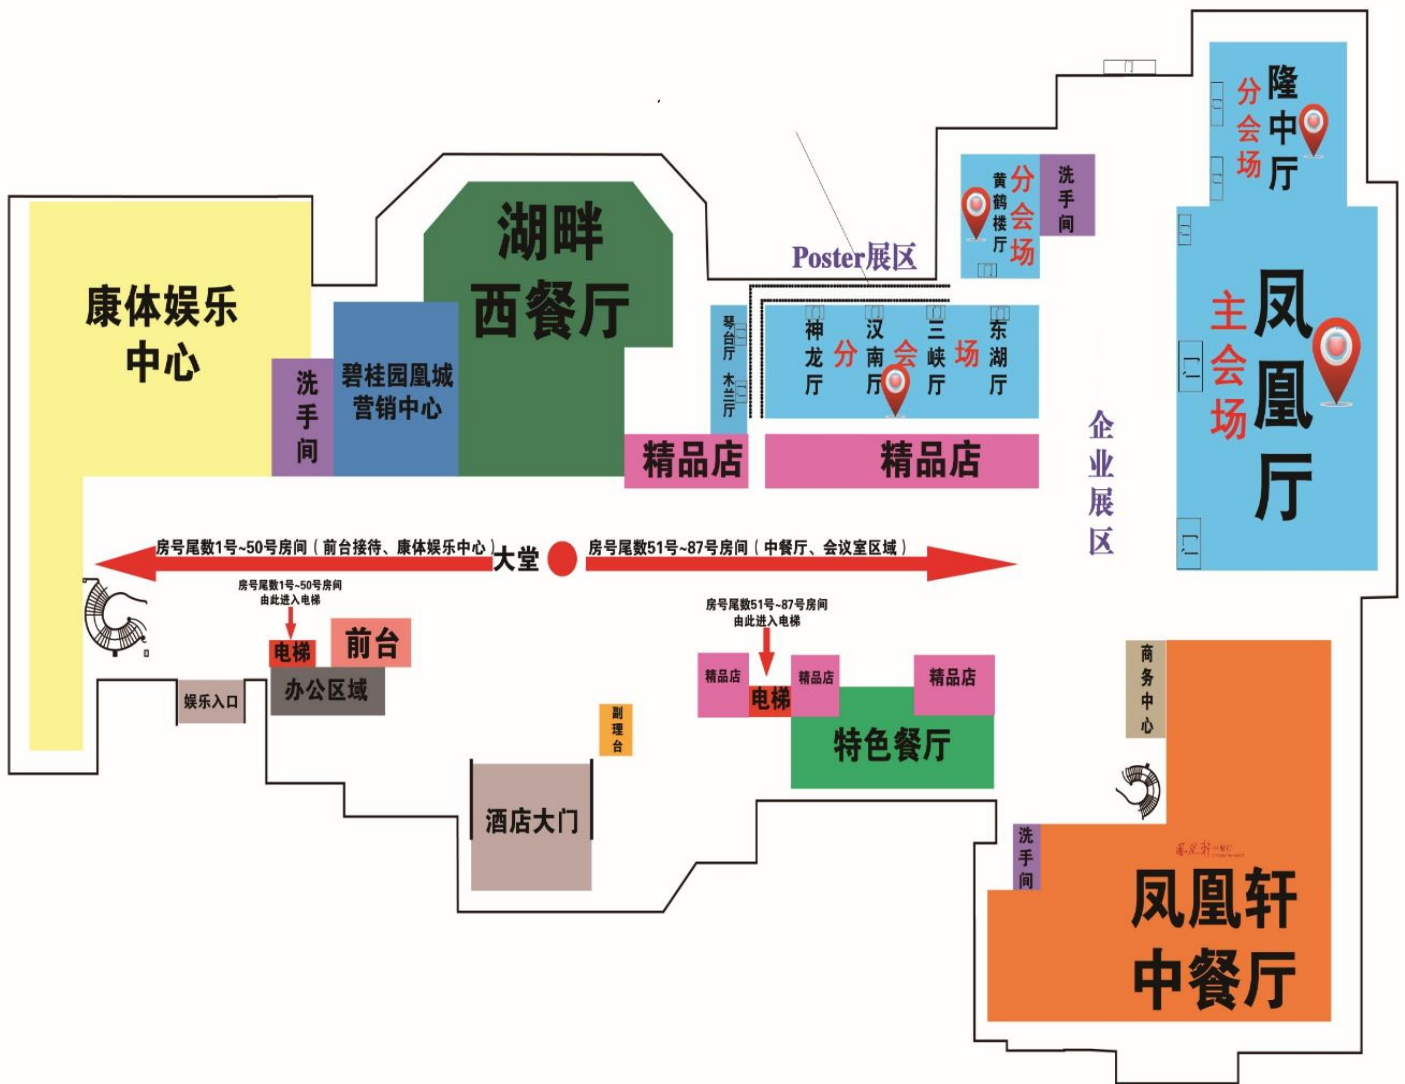 隆中厅
分会场
黄鹤楼厅
分会场
洗手间
Poster展区
康体娱乐
中心
湖畔
西餐厅
洗手间
碧桂园凰城
营销中心
琴台厅
木兰厅
神龙厅
汉南厅
三峡厅
东湖厅
分会场
凤凰厅
主会场
精品店
精品店
企业展区
房号尾数1号~50号房间（前台接待、康体娱乐中心）
大堂
房号尾数51号~87号房间（中餐厅、会议室区域）
房号尾数1号~50号房间
由此进入电梯
房号尾数51号~87号房间
由此进入电梯
电梯
前台
办公区域
娱乐入口
副理台
精品店
电梯
精品店
精品店
特色餐厅
商务中心
酒店大门
洗手间
凤凰轩
中餐厅